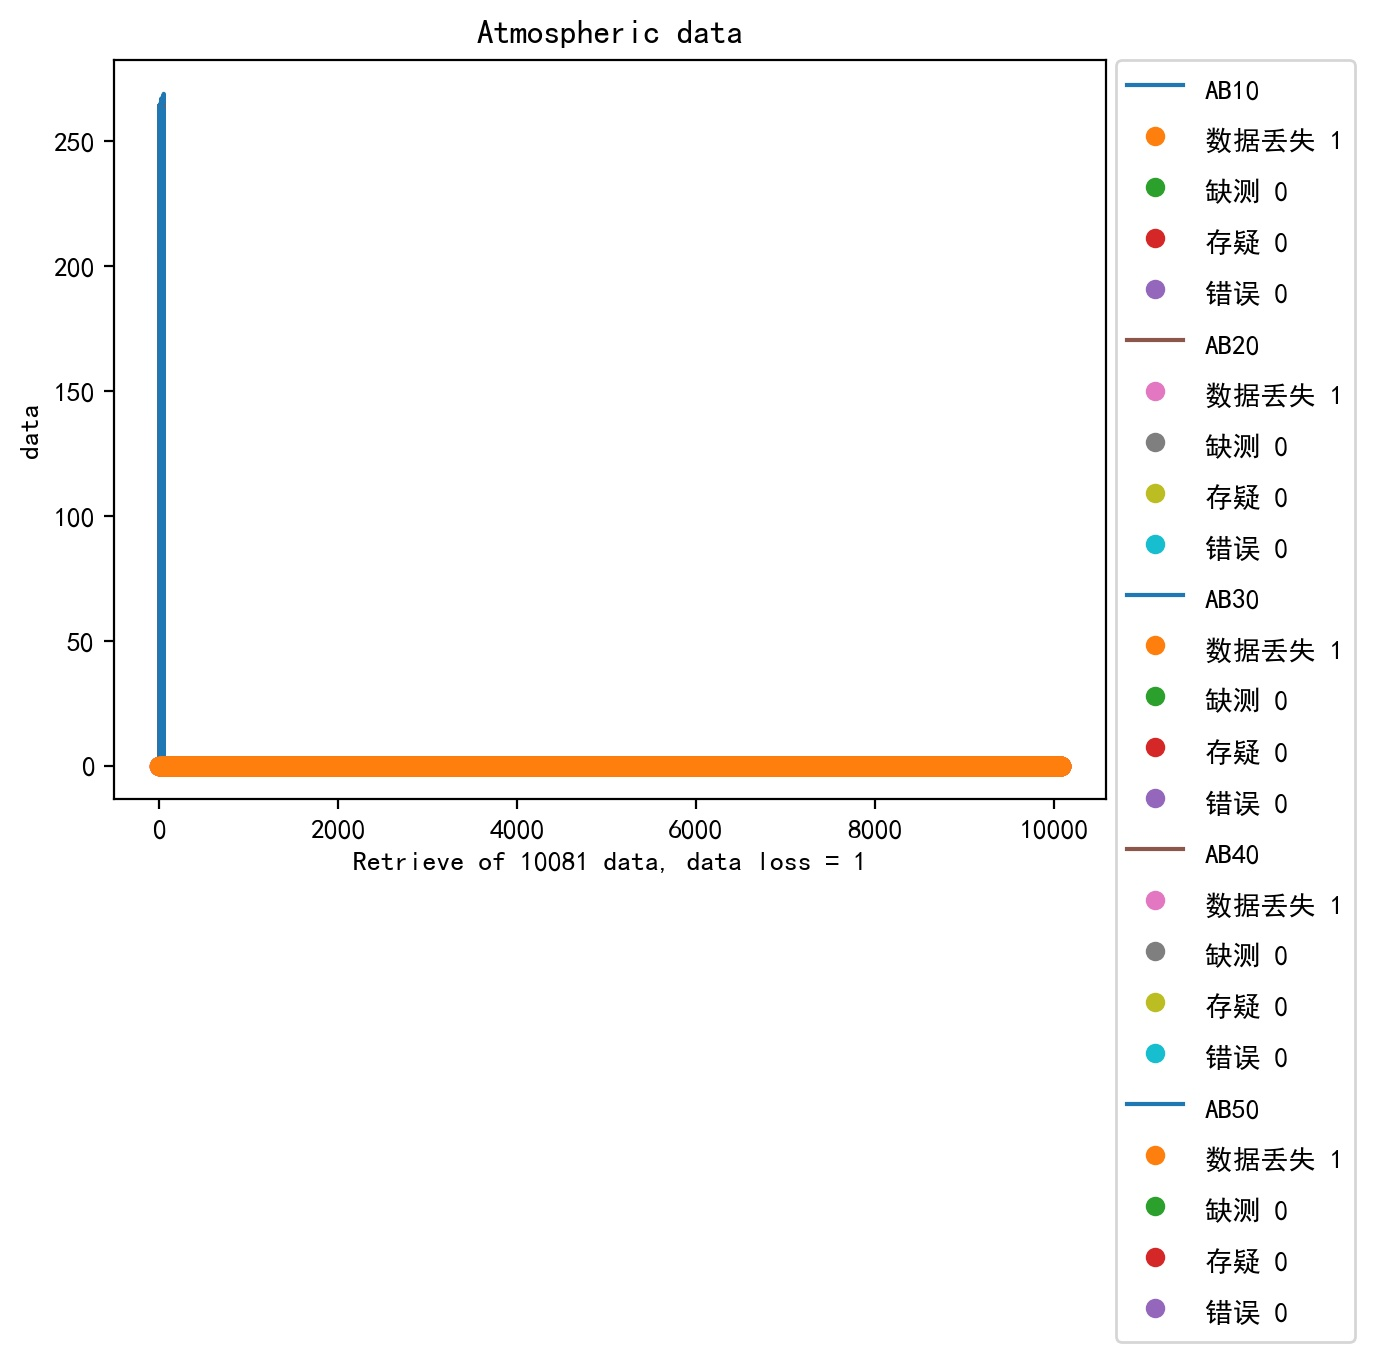 Atmospheric data
250
200
150
100
50
0
data
0 2000 4000 6000 8000 10000
Retrieve of 10081 data, data loss = 1
AB10
数据丢失 1
缺测 0
存疑 0
错误 0
AB20
数据丢失 1
缺测 0
存疑 0
错误 0
AB30
数据丢失 1
缺测 0
存疑 0
错误 0
AB40
数据丢失 1
缺测 0
存疑 0
错误 0
AB50
数据丢失 1
缺测 0
存疑 0
错误 0